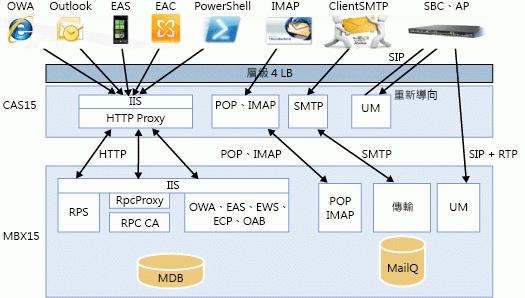 OWA Outlook EAS EAC PowerShell IMAP ClientSMTP SBC、AP
SIP
層級 4 LB
CAS15
IIS
HTTP Proxy
POP、IMAP
SMTP
UM
重新導向
HTTP
POP、IMAP
SMTP
SIP + RTP
MBX15
IIS
RPS
RpcProxy
RPC CA
OWA、EAS、EWS、
ECP、OAB
POP
IMAP
傳輸
UM
MDB
MailQ